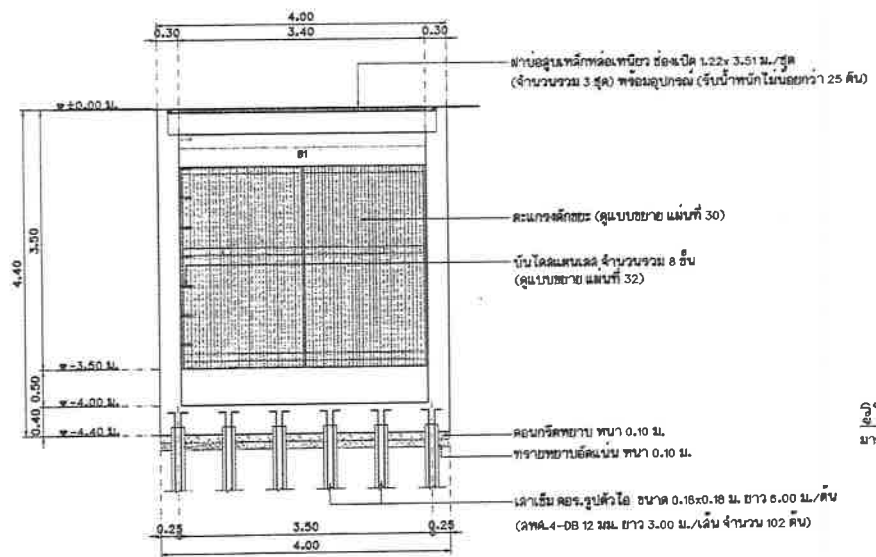 4.00
0.30 3.40 0.30
ฝาบ่อสูบเหล็กหล่อเหนียว ช่องเปิด 1.22x 3.51 ม./ชุด
(จำนวนรวม 3 ชุด) พร้อมอุปกรณ์ (รับน้ำหนักไม่น้อยกว่า 25 ตัน)
±0.00 ม.
B1
ตะแกรงดักขยะ (ดูแบบขยาย แผ่นที่ 30)
3.50
4.40
บันไดสแตนเลส จำนวนรวม 8 ขั้น
(ดูแบบขยาย แผ่นที่ 32)
-3.50 ม.
0.50
-4.00 ม.
0.40
-4.40 ม.
คอนกรีตหยาบ หนา 0.10 ม.
ทรายหยาบอัดแน่น หนา 0.10 ม.
เสาเข็ม คอร.รูปตัวไอ ขนาด 0.18x0.18 ม. ยาว 6.00 ม./ต้น
(ลทศ.4-DB 12 มม. ยาว 3.00 ม./เส้น จำนวน 102 ต้น)
0.25 3.50 0.25
4.00